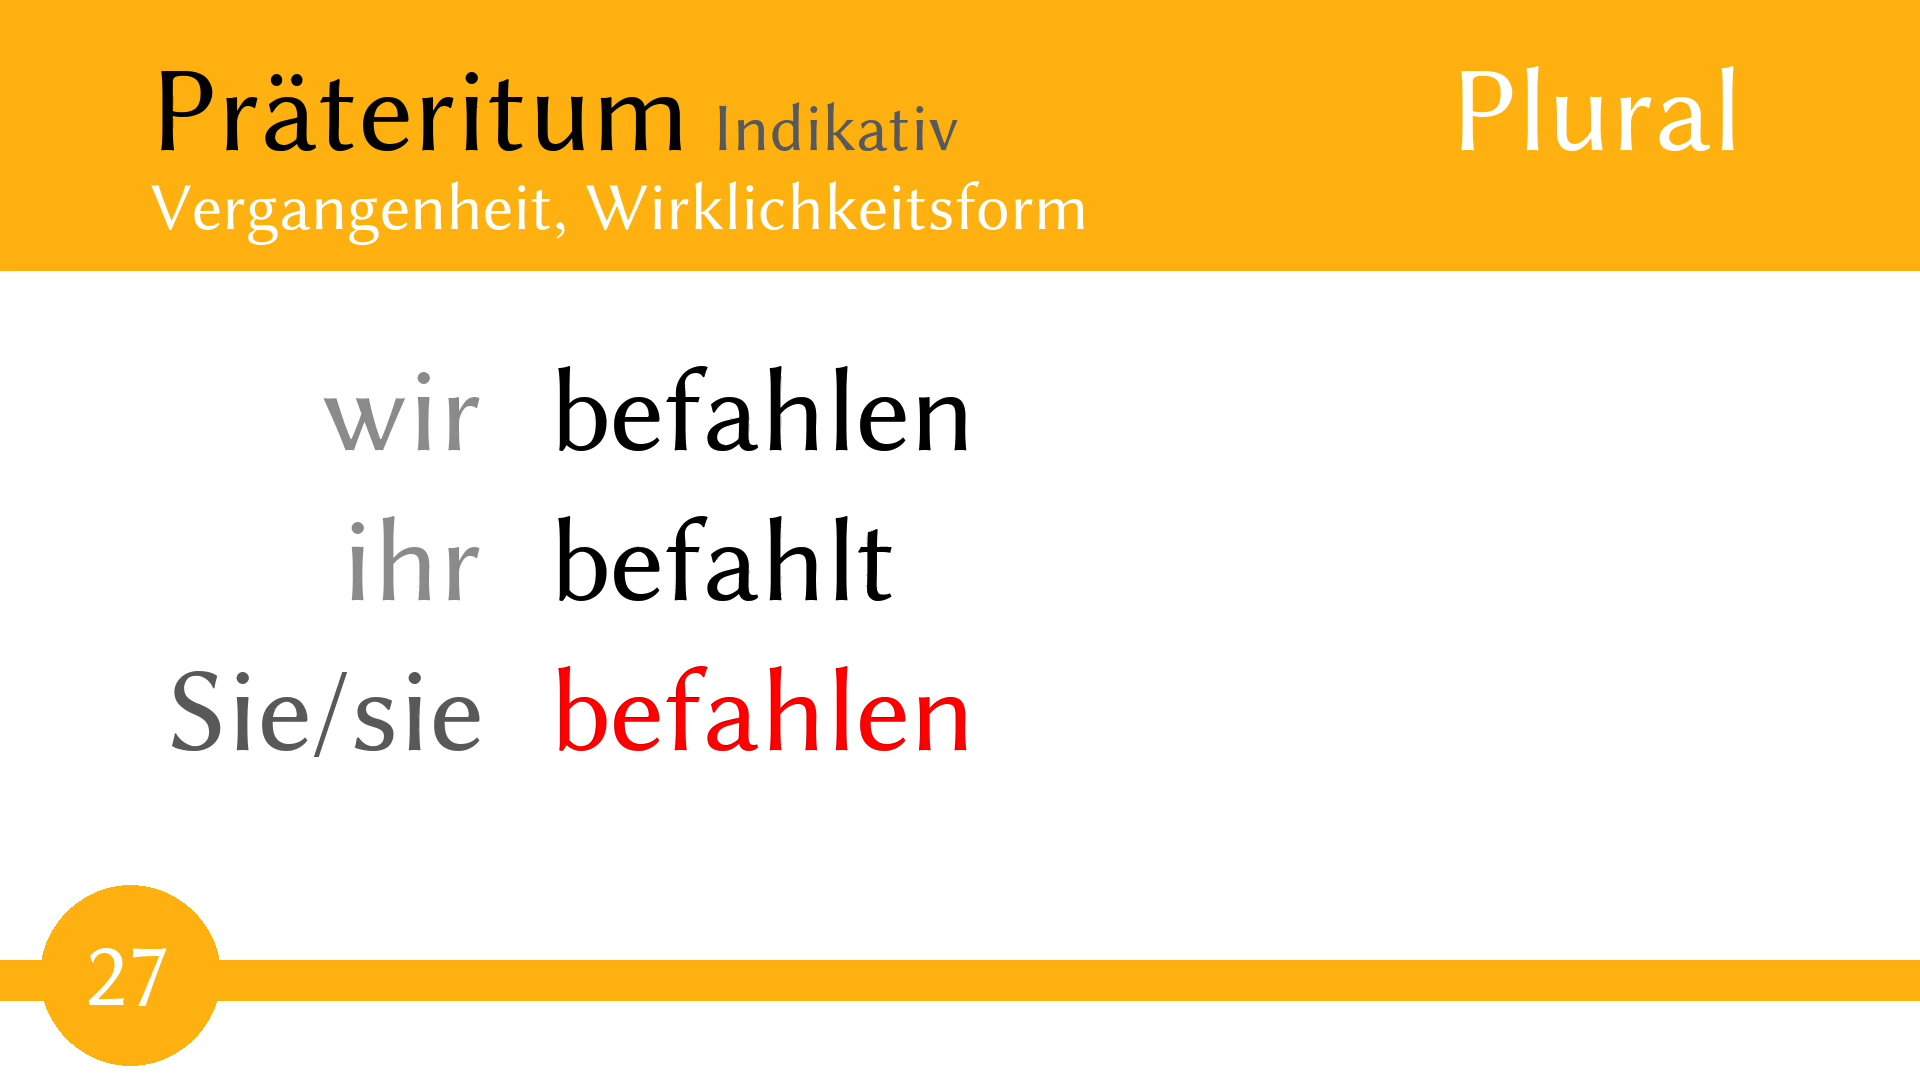 Präteritum Indikativ Plural
Vergangenheit, Wirklichkeitsform
wir befahlen
ihr befahlt
Sie/sie befahlen
27